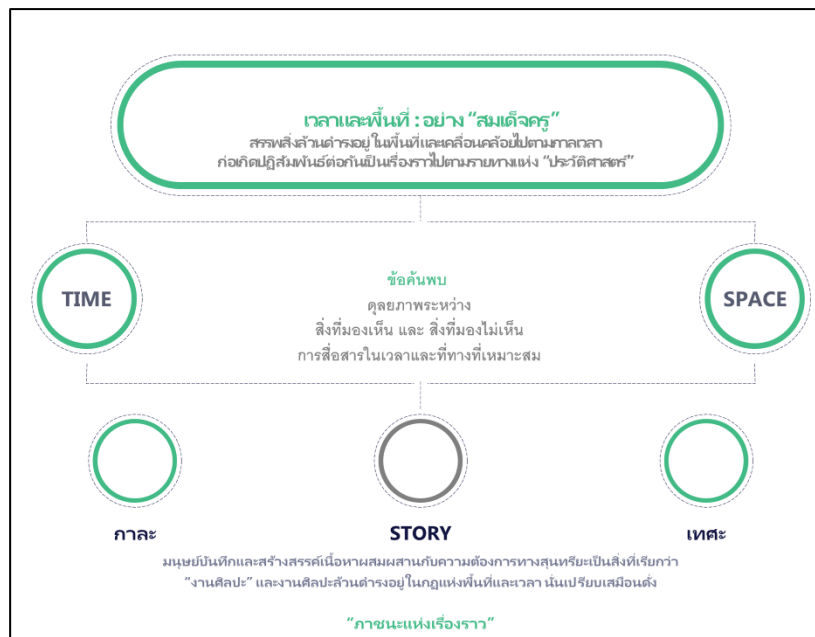 เวลาและพื้นที่ : อย่าง “สมเด็จครู”
สรรพสิ่งล้วนดำรงอยู่ในพื้นที่และเคลื่อนคล้อยไปตามกาลเวลา
ก่อเกิดปฏิสัมพันธ์ต่อกันเป็นเรื่องราวไปตามรายทางแห่ง “ประวัติศาสตร์”
TIME
SPACE
ข้อค้นพบ
ดุลยภาพระหว่าง
สิ่งที่มองเห็น และ สิ่งที่มองไม่เห็น
การสื่อสารในเวลาและที่ทางที่เหมาะสม
กาละ
STORY
เทศะ
มนุษย์บันทึกและสร้างสรรค์เนื้อหาผสมผสานกับความต้องการทางสุนทรียะเป็นสิ่งที่เรียกว่า
“งานศิลปะ” และงานศิลปะล้วนดำรงอยู่ในกฎแห่งพื้นที่และเวลา นั่นเปรียบเสมือนดั่ง
“ภาชนะแห่งเรื่องราว”